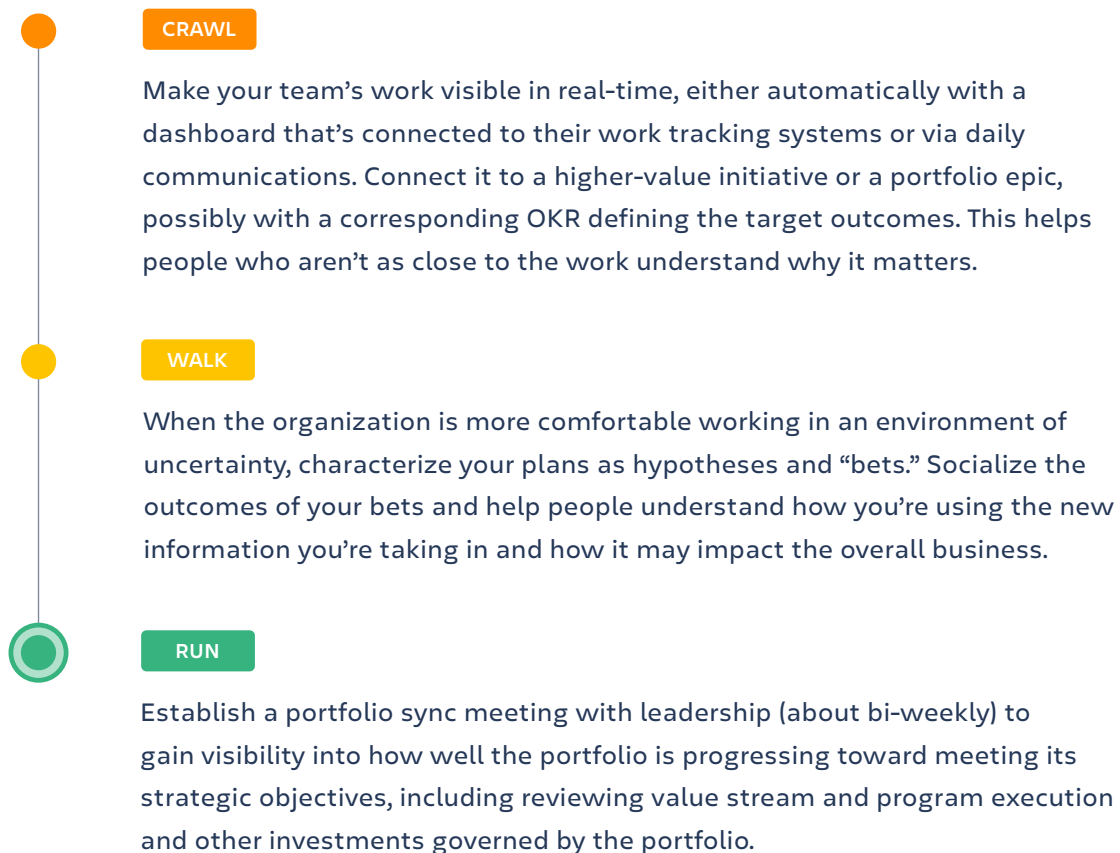 CRAWL
Make your team’s work visible in real-time, either automatically with a
dashboard that’s connected to their work tracking systems or via daily
communications. Connect it to a higher-value initiative or a portfolio epic,
possibly with a corresponding OKR defining the target outcomes. This helps
people who aren’t as close to the work understand why it matters.
WALK
When the organization is more comfortable working in an environment of
uncertainty, characterize your plans as hypotheses and “bets.” Socialize the
outcomes of your bets and help people understand how you’re using the new
information you’re taking in and how it may impact the overall business.
RUN
Establish a portfolio sync meeting with leadership (about bi-weekly) to
gain visibility into how well the portfolio is progressing toward meeting its
strategic objectives, including reviewing value stream and program execution
and other investments governed by the portfolio.